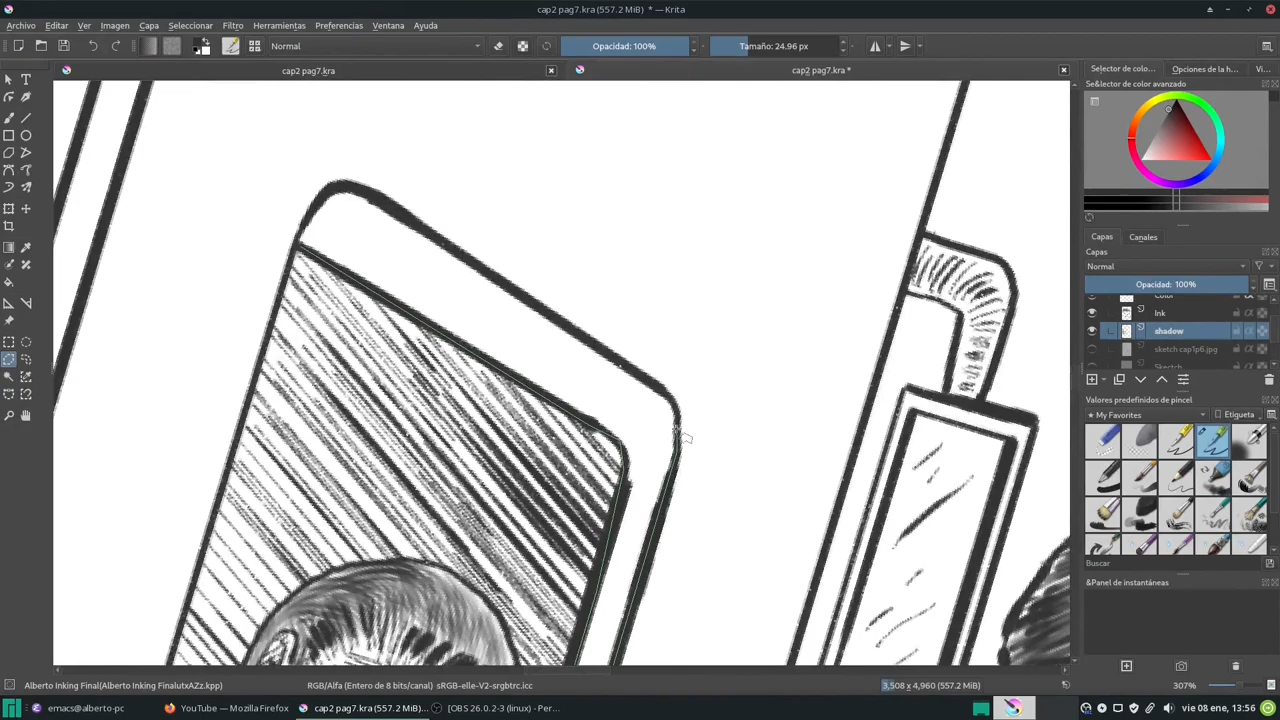 cap2 pag7.kra (557.2 MiB)  * — Krita
Archivo Editar Ver Imagen Capa Seleccionar Filtro Herramientas Preferencias Ventana Ayuda
Normal Opacidad: 100% Tamaño: 24.96 px
cap2 pag7.kra cap2 pag7.kra *
Selector de colo... Opciones de la h... Vi...
Se&lector de color avanzado
Capas Canales
Capas
Normal
Opacidad: 100%
Color
Ink
shadow
sketch cap1p6.jpg
Sketch
Valores predefinidos de pincel
★ My Favorites Etiqueta
Buscar
&Panel de instantáneas
Alberto Inking Final(Alberto Inking FinalutxAZz.kpp) RGB/Alfa (Entero de 8 bits/canal)  sRGB-elle-V2-srgbtrc.icc 3,508 x 4,960 (557.2 MiB) 307%
emacs@alberto-pc YouTube — Mozilla Firefox cap2 pag7.kra (557.2 MiB)... [OBS 26.0.2-3 (linux) - Per... vie 08 ene, 13:56